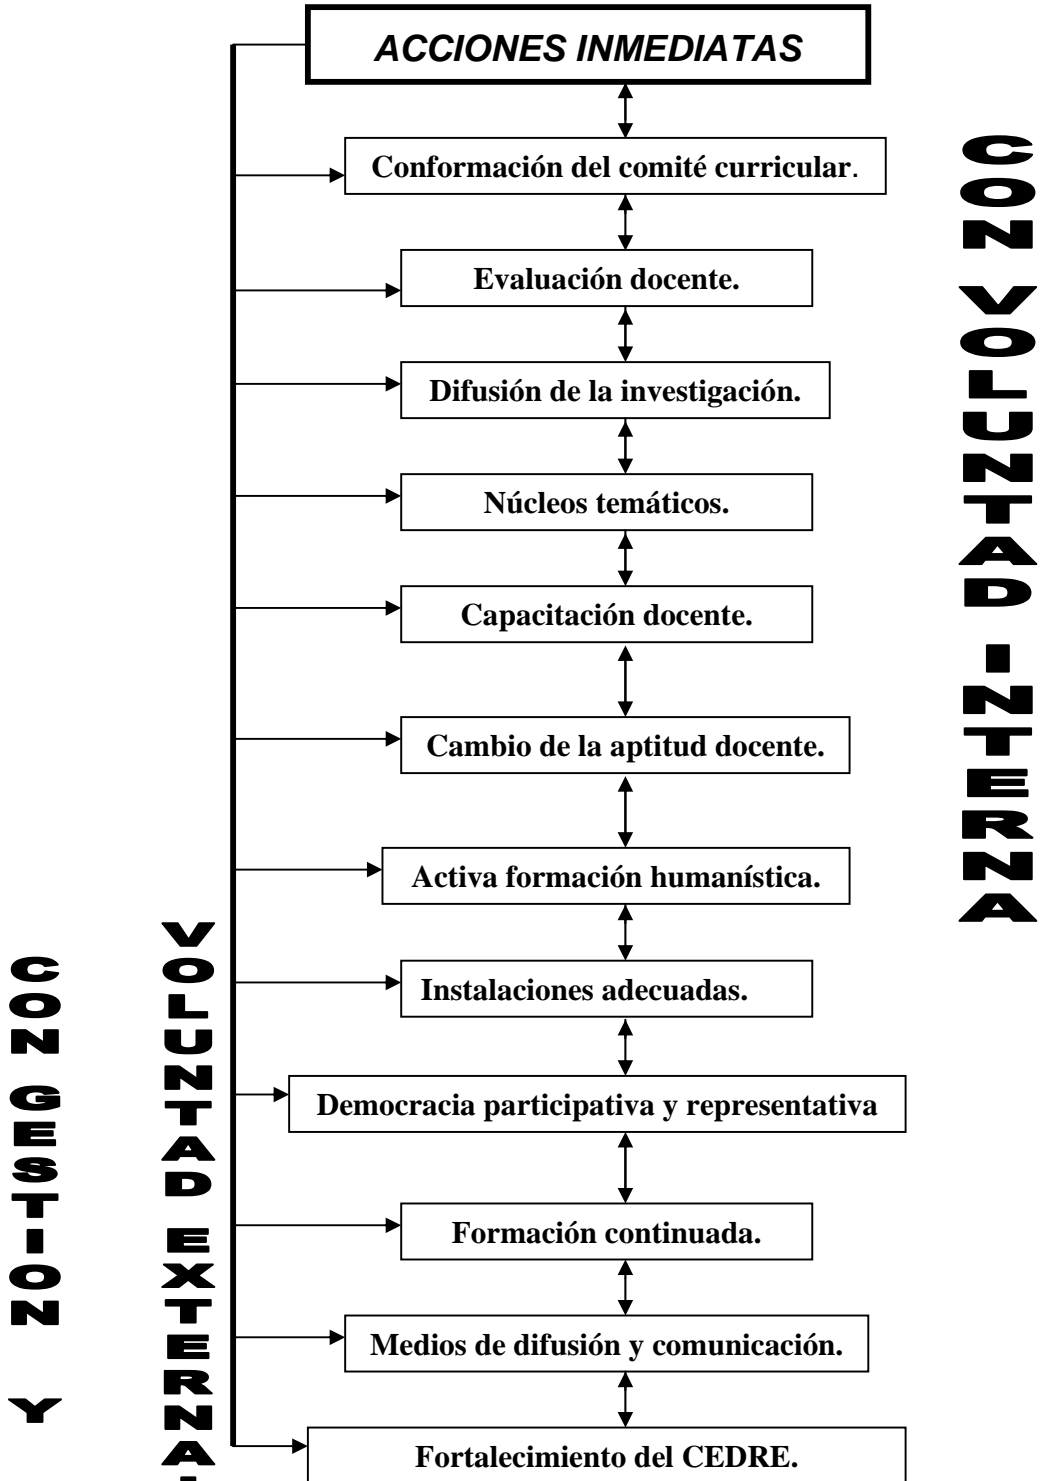 ACCIONES INMEDIATAS
Conformación del comité curricular.
Evaluación docente.
Difusión de la investigación.
Núcleos temáticos.
Capacitación docente.
Cambio de la aptitud docente.
Activa formación humanística.
Instalaciones adecuadas.
Democracia participativa y representativa
Formación continuada.
Medios de difusión y comunicación.
Fortalecimiento del CEDRE.
CON VOLUNTAD INTERNA
CON GESTION Y
VOLUNTAD EXTERNA